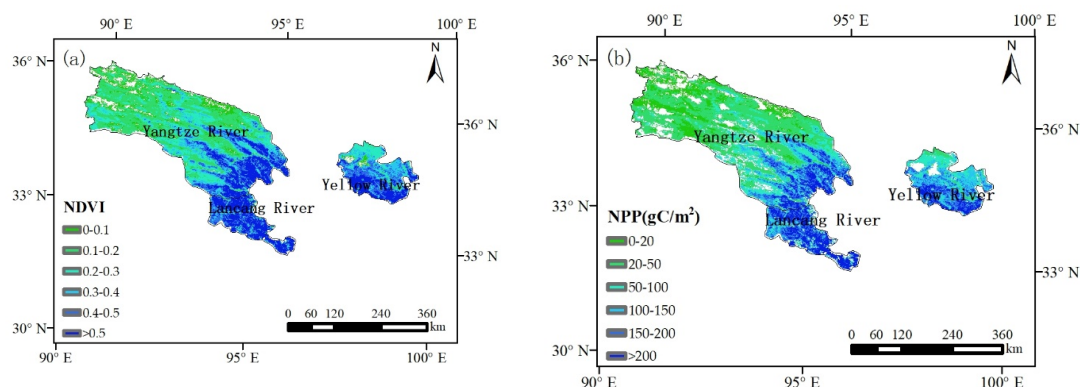 90° E
95° E
100° E
(a)
N
36° N
36° N
Yangtze River
Yellow River
33° N
Lancang River
NDVI
0-0.1
0.1-0.2
0.2-0.3
0.3-0.4
0.4-0.5
>0.5
33° N
0 60 120 240 360
km
30° N
90° E
95° E
100° E
90° E
95° E
100° E
(b)
N
36° N
36° N
Yangtze River
Yellow River
33° N
Lancang River
NPP(gC/m²)
0-20
20-50
50-100
100-150
150-200
>200
33° N
0 60 120 240 360
km
30° N
90° E
95° E
100° E